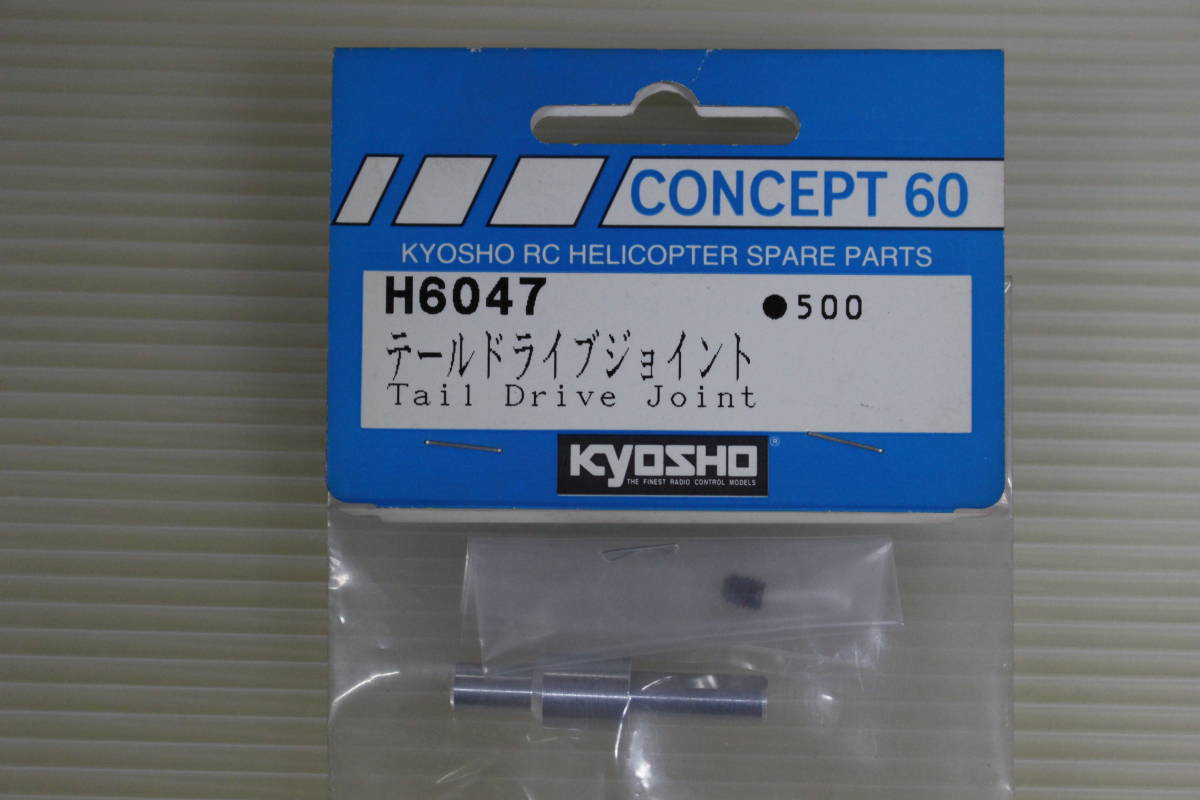 CONCEPT 60
KYOSHO RC HELICOPTER SPARE PARTS
H6047 ●500
テールドライブジョイント
Tail Drive Joint
KYOSHO ®
THE FINEST RADIO CONTROL MODELS